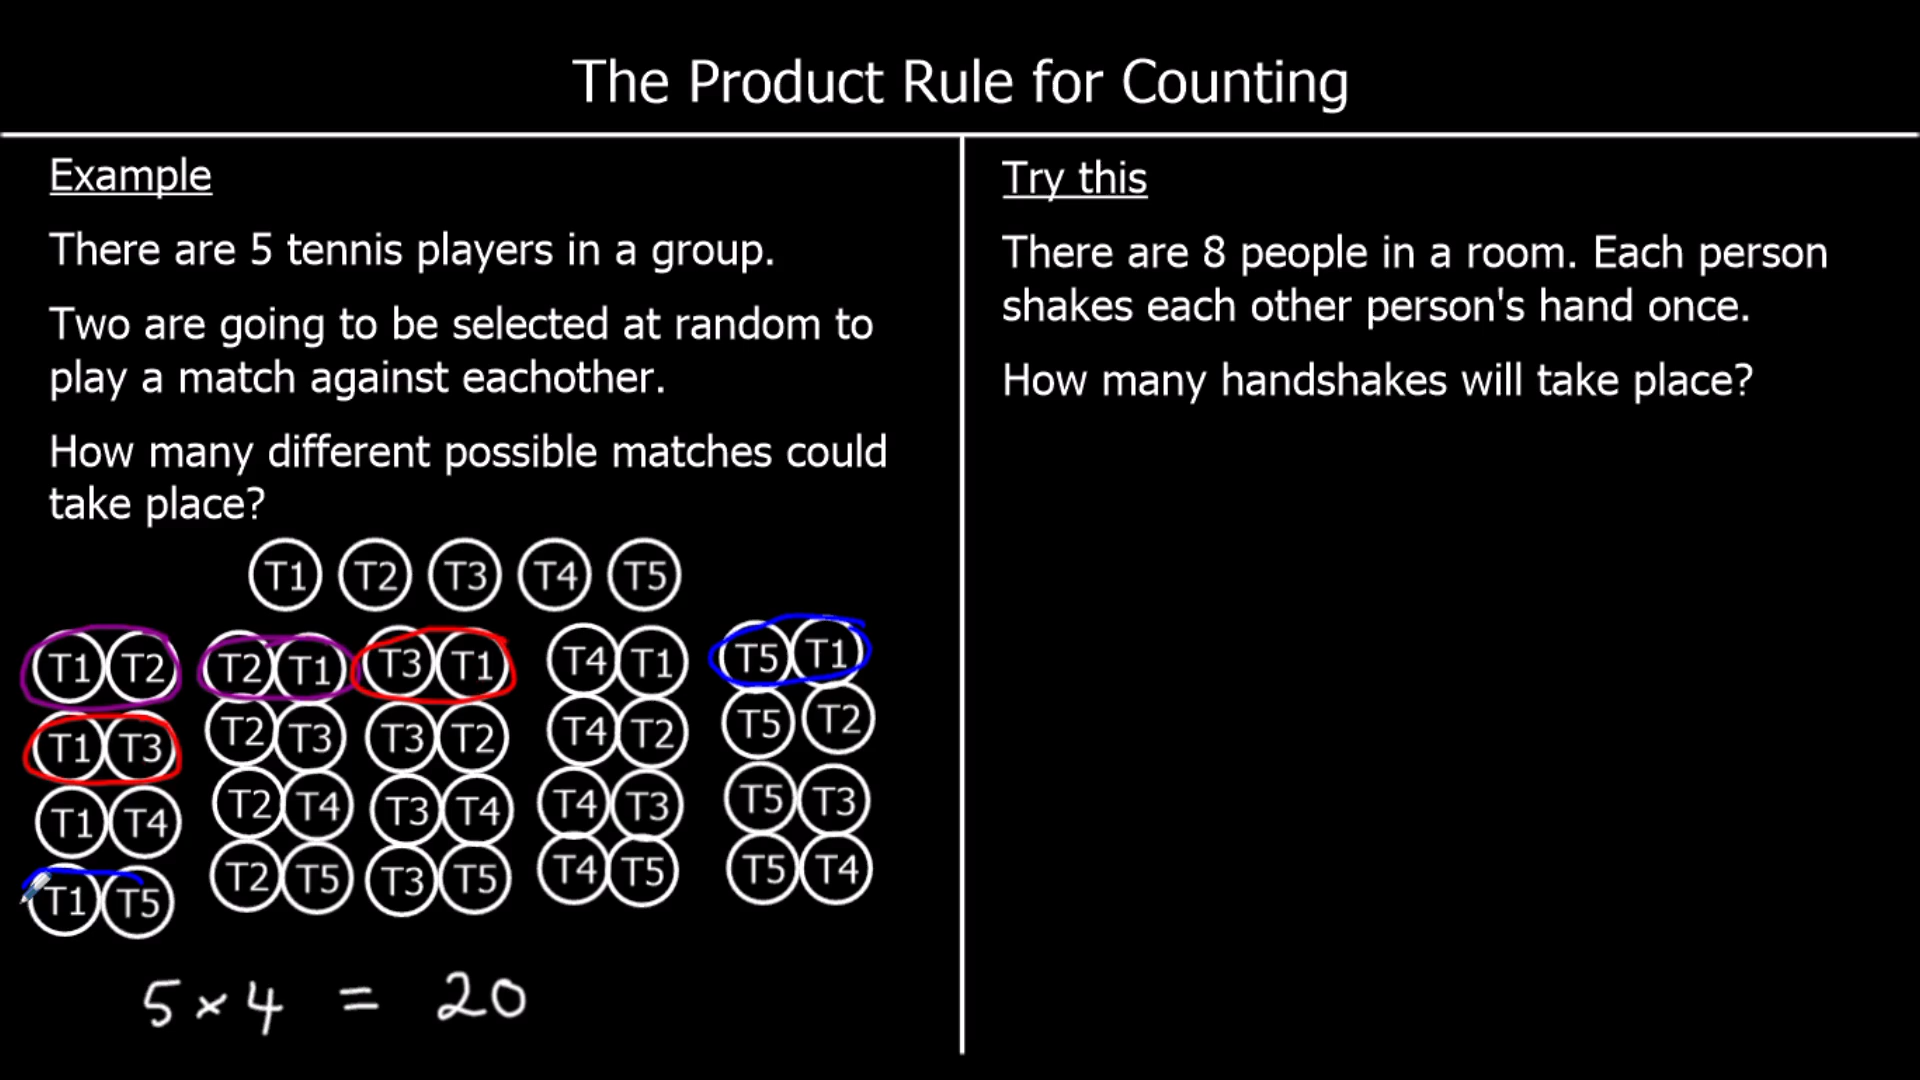 The Product Rule for Counting
Example
There are 5 tennis players in a group.
Two are going to be selected at random to
play a match against eachother.
How many different possible matches could
take place?
T1 T2 T3 T4 T5
T1 T2 T2 T1 T3 T1 T4 T1 T5 T1
T1 T3 T2 T3 T3 T2 T4 T2 T5 T2
T1 T4 T2 T4 T3 T4 T4 T3 T5 T3
T1 T5 T2 T5 T3 T5 T4 T5 T5 T4
5 × 4 = 20
Try this
There are 8 people in a room. Each person
shakes each other person's hand once.
How many handshakes will take place?